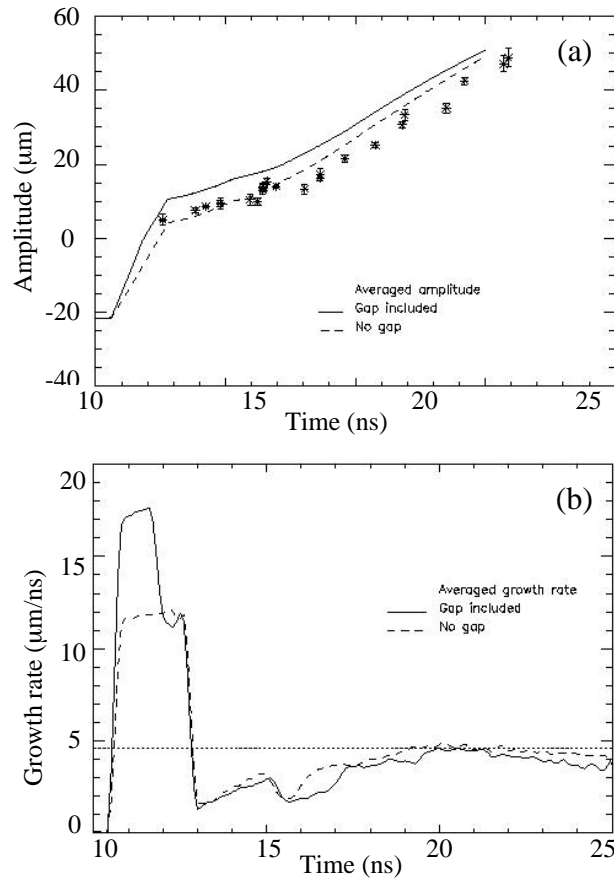 (a)
60
40
20
0
-20
-40
Amplitude (μm)
Averaged amplitude
Gap included
No gap
10
15
20
25
Time (ns)
(b)
20
15
10
5
0
Growth rate (μm/ns)
Averaged growth rate
Gap included
No gap
10
15
20
25
Time (ns)